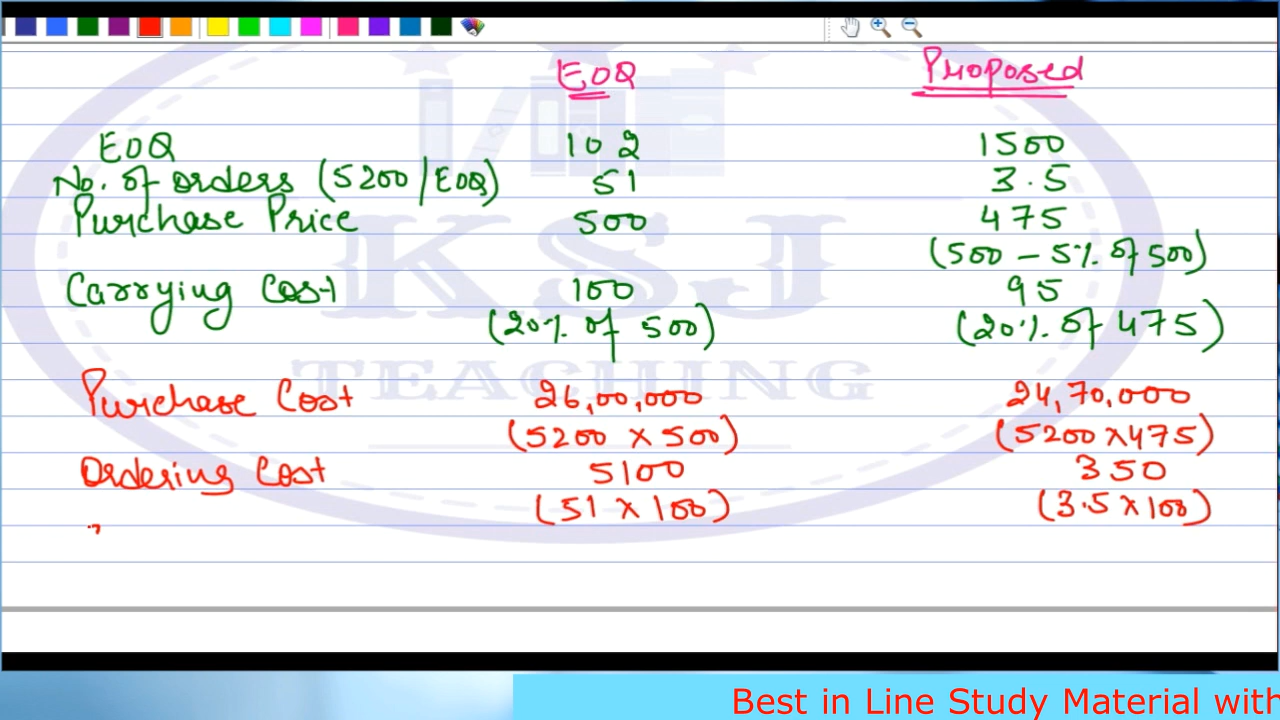 EOQ Proposed
EOQ 102 1500
No. of orders (5200/EOQ) 51 3.5
Purchase Price 500 475
(500 - 5% of 500)
Carrying Cost 100 95
(20% of 500) (20% of 475)
Purchase Cost 26,00,000 24,70,000
(5200 x 500) (5200 x 475)
Ordering Cost 5100 350
(51 x 100) (3.5 x 100)
KSJ
TEACHING
Best in Line Study Material with